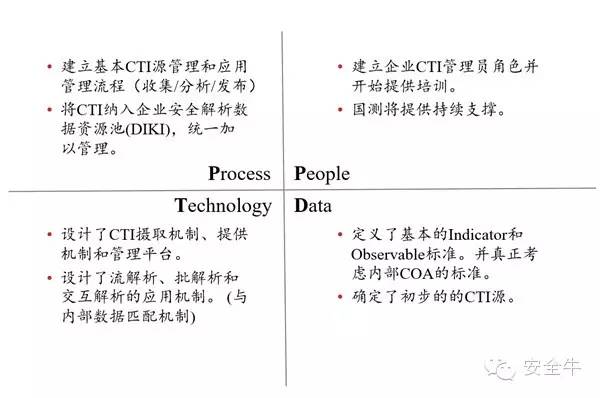 • 建立基本CTI源管理和应用
管理流程（收集/分析/发布）
• 将CTI纳入企业安全解析数
据资源池(DIKI)，统一加
以管理。
Process
• 建立企业CTI管理员角色并
开始提供培训。
• 国测将提供持续支撑。
People
Technology
• 设计了CTI摄取机制、提供
机制和管理平台。
• 设计了流解析、批解析和
交互解析的应用机制。 (与
内部数据匹配机制)
Data
• 定义了基本的Indicator和
Observable标准。并真正考
虑内部COA的标准。
• 确定了初步的的CTI源。
安全牛